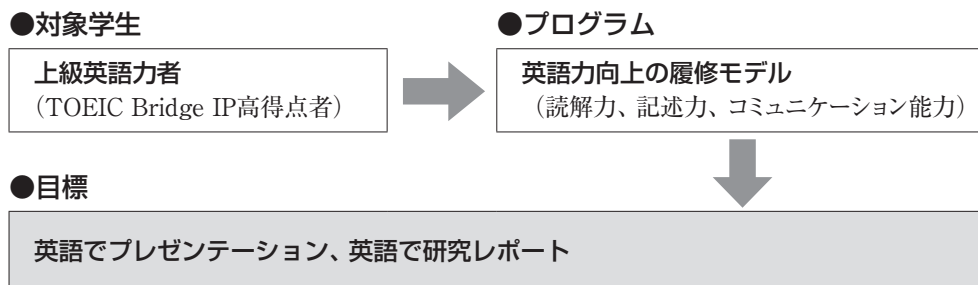 ●対象学生
上級英語力者
（TOEIC Bridge IP高得点者）
●プログラム
英語力向上の履修モデル
（読解力、記述力、コミュニケーション能力）
●目標
英語でプレゼンテーション、英語で研究レポート